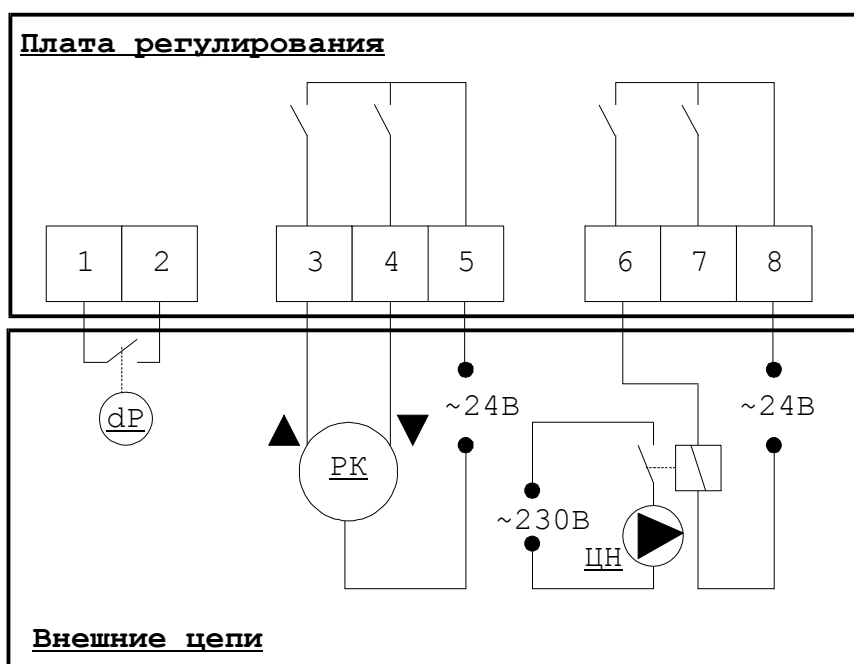 Плата регулирования
1 2 3 4 5 6 7 8
dP
РК
~24В
~24В
~230В
ЦН
Внешние цепи